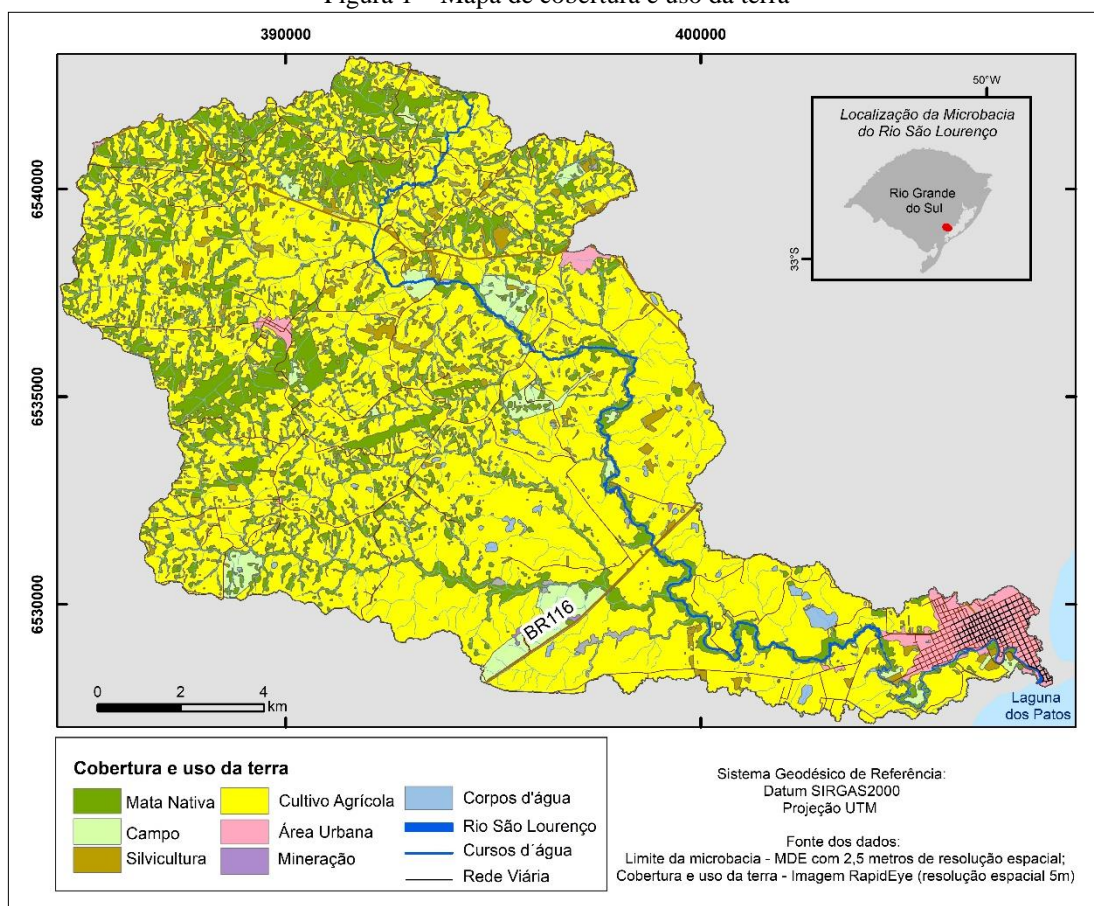 Figura 1 – Mapa de cobertura e uso da terra
390000
400000
50°W
Localização da Microbacia
do Rio São Lourenço
Rio Grande
do Sul
33°S
6540000
6535000
6530000
BR116
0 2 4
km
Laguna
dos Patos
Cobertura e uso da terra
Mata Nativa
Campo
Silvicultura
Cultivo Agrícola
Área Urbana
Mineração
Corpos d'água
Rio São Lourenço
Cursos d´água
Rede Viária
Sistema Geodésico de Referência:
Datum SIRGAS2000
Projeção UTM
Fonte dos dados:
Limite da microbacia - MDE com 2,5 metros de resolução espacial;
Cobertura e uso da terra - Imagem RapidEye (resolução espacial 5m)